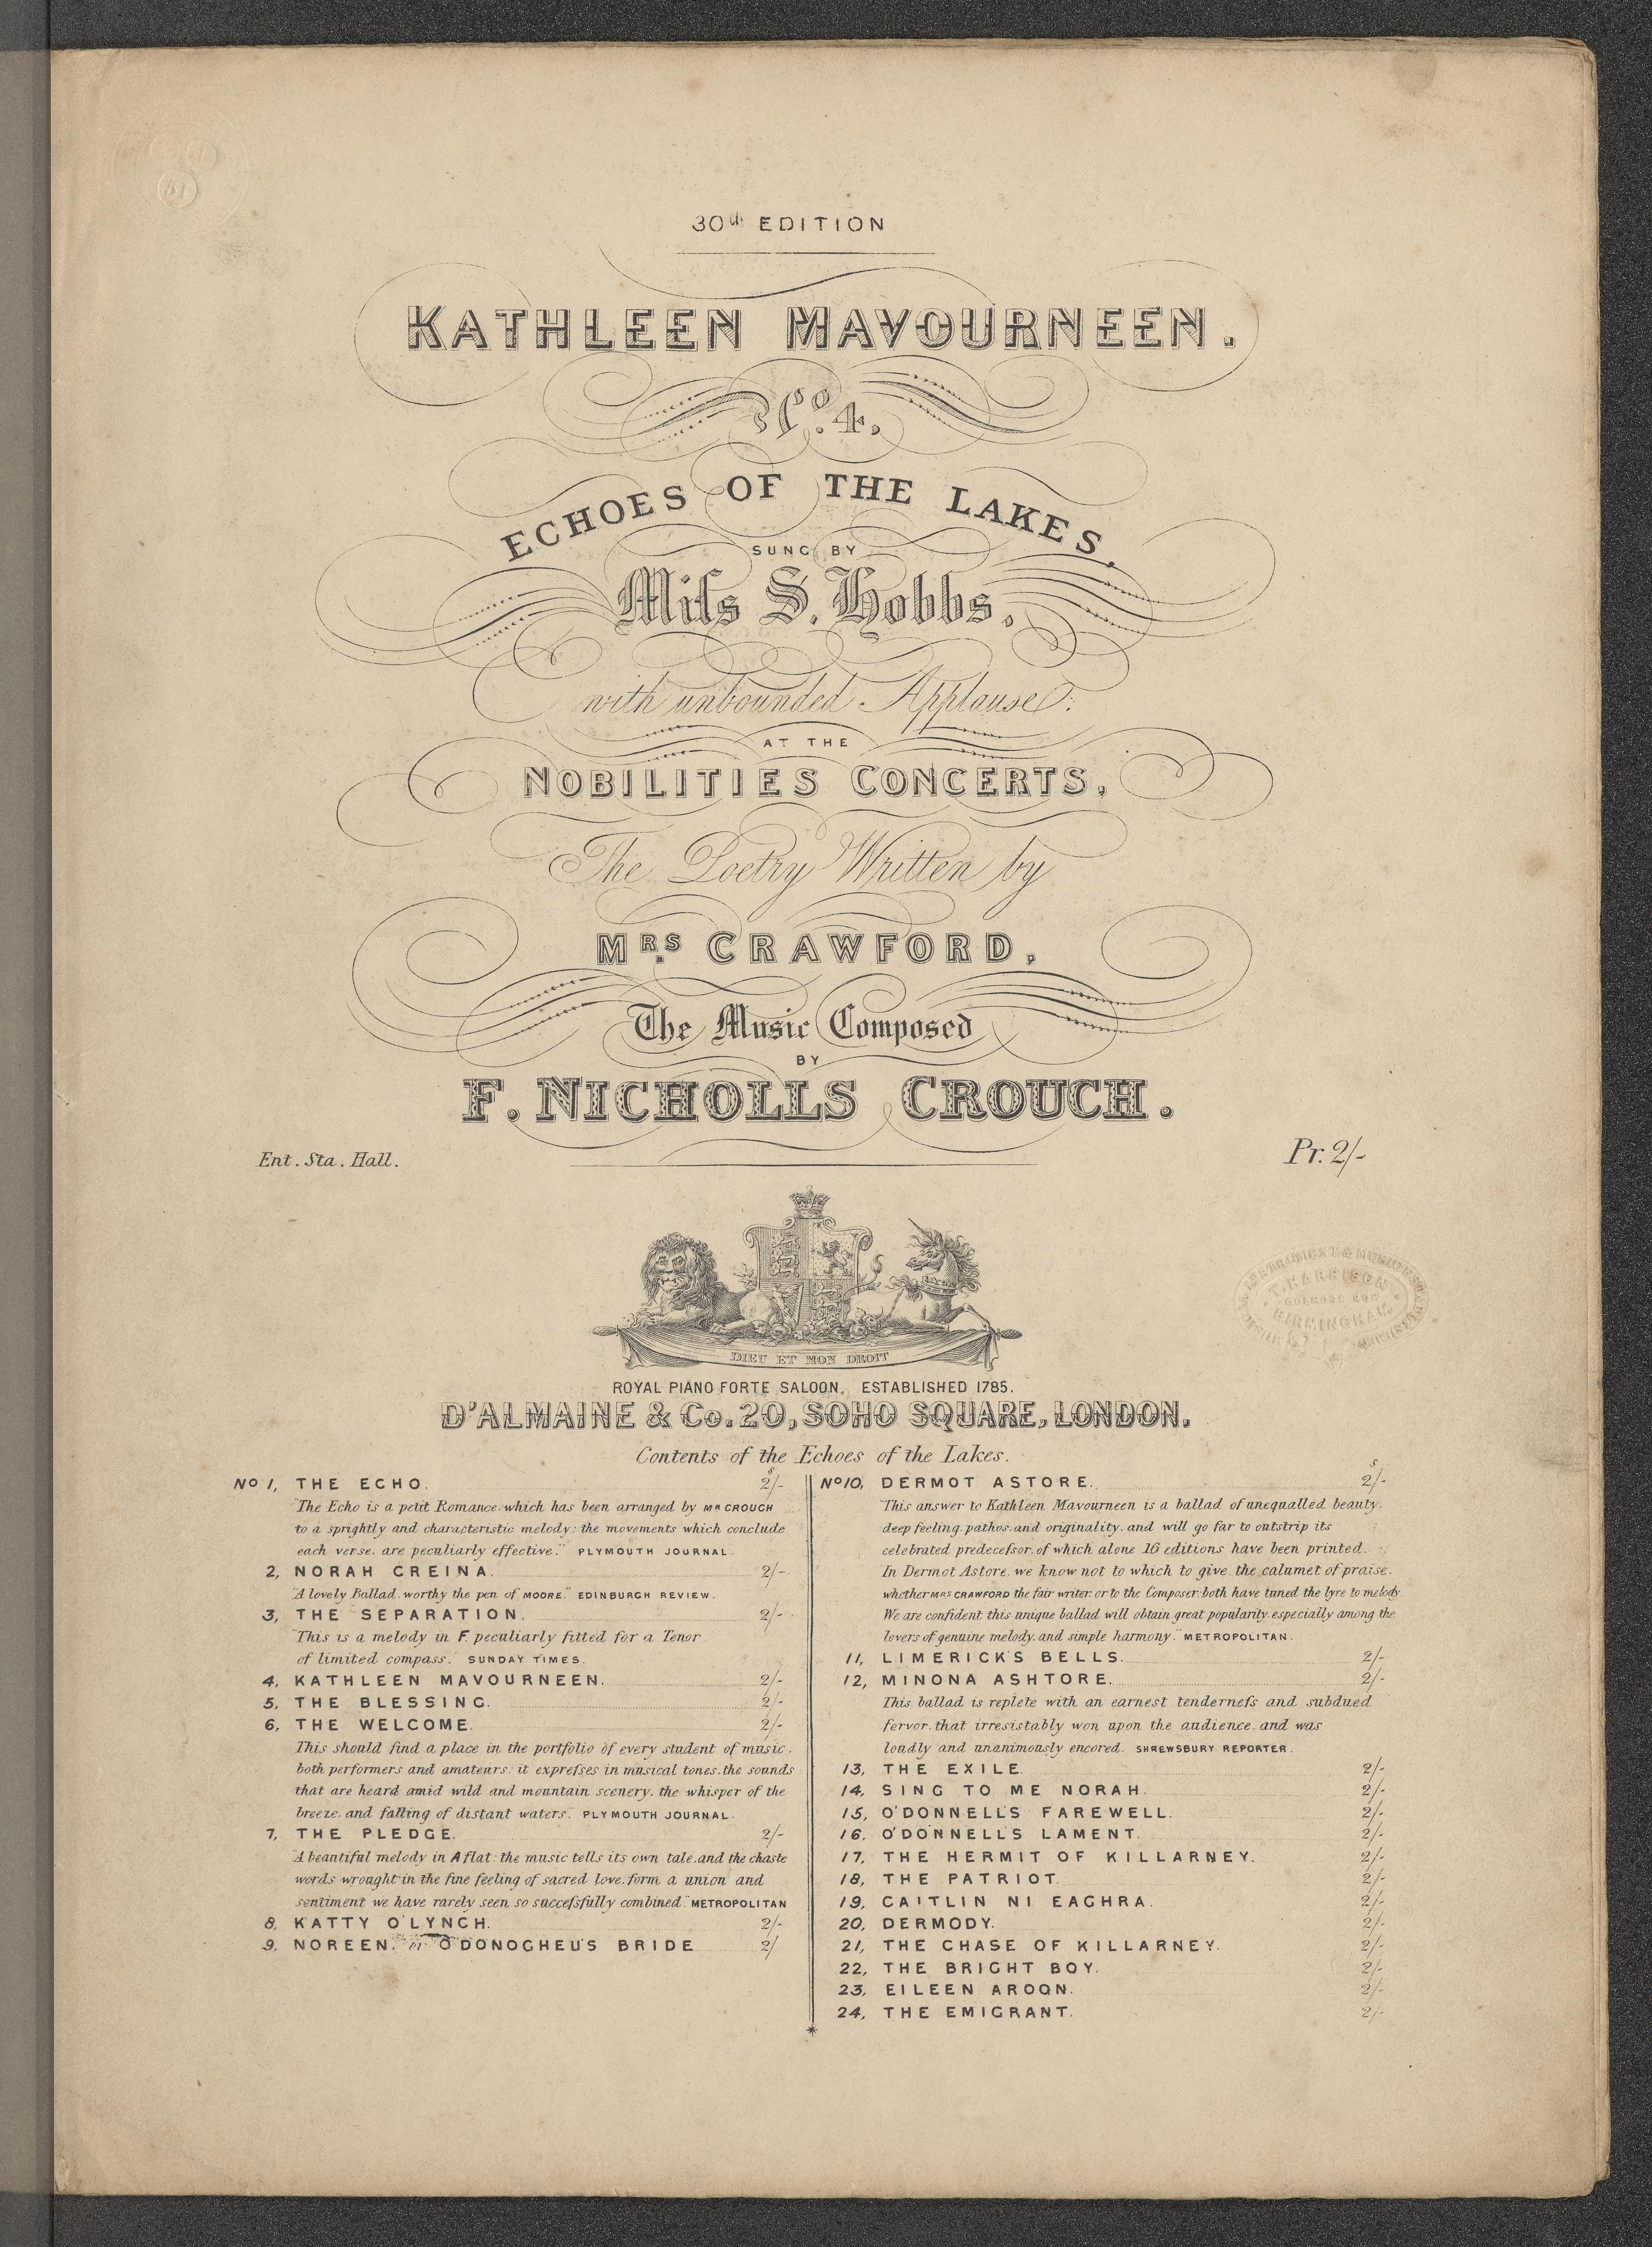 30th EDITION
KATHLEEN MAVOURNEEN.
No. 4,
ECHOES OF THE LAKES,
SUNG BY
Miſs S. Hobbs,
with unbounded Applause:
AT THE
NOBILITIES CONCERTS,
The Poetry Written by
MRS. CRAWFORD,
The Music Composed
BY
F. NICHOLLS CROUCH.
Ent. Sta. Hall.
Pr. 2/-
DIEU ET MON DROIT
T. HARRISON
COLMORE ROW
BIRMINGHAM
ROYAL PIANO FORTE SALOON, ESTABLISHED 1785.
D'ALMAINE & Co. 20, SOHO SQUARE, LONDON.
Contents of the Echoes of the Lakes.
No 1, THE ECHO. s 2/-
"The Echo is a petit Romance, which has been arranged by MR CROUCH
to a sprightly and characteristic melody: the movements which conclude
each verse, are peculiarly effective." PLYMOUTH JOURNAL.
2, NORAH CREINA. 2/-
"A lovely Ballad, worthy the pen of MOORE." EDINBURGH REVIEW.
3, THE SEPARATION. 2/-
"This is a melody in F, peculiarly fitted for a Tenor
of limited compass." SUNDAY TIMES.
4, KATHLEEN MAVOURNEEN. 2/-
5, THE BLESSING. 2/-
6, THE WELCOME. 2/-
This should find a place in the portfolio of every student of music,
both performers and amateurs: it expreſses in musical tones, the sounds
that are heard amid wild and mountain scenery, the whisper of the
breeze, and falling of distant waters." PLYMOUTH JOURNAL.
7, THE PLEDGE. 2/-
"A beautiful melody in A flat: the music tells its own tale, and the chaste
words wrought in the fine feeling of sacred love, form a union and
sentiment we have rarely seen so succeſsfully combined." METROPOLITAN
8, KATTY O'LYNCH. 2/-
9, NOREEN, or O'DONOGHEU'S BRIDE 2/
No 10, DERMOT ASTORE. s 2/-
"This answer to Kathleen Mavourneen is a ballad of unequalled beauty,
deep feeling, pathos, and originality, and will go far to outstrip its
celebrated predeceſsor, of which alone 16 editions have been printed.
In Dermot Astore, we know not to which to give the calumet of praise,
whether MRS CRAWFORD the fair writer, or to the Composer: both have tuned the lyre to melody
We are confident this unique ballad will obtain great popularity, especially among the
lovers of genuine melody, and simple harmony." METROPOLITAN.
11, LIMERICK'S BELLS. 2/-
12, MINONA ASHTORE. 2/-
This ballad is replete with an earnest tenderneſs and subdued
fervor, that irresistably won upon the audience, and was
loudly and unanimously encored. SHREWSBURY REPORTER.
13, THE EXILE. 2/-
14, SING TO ME NORAH. 2/-
15, O'DONNELL'S FAREWELL. 2/-
16, O'DONNELL'S LAMENT. 2/-
17, THE HERMIT OF KILLARNEY. 2/-
18, THE PATRIOT. 2/-
19, CAITLIN NI EAGHRA. 2/-
20, DERMODY. 2/-
21, THE CHASE OF KILLARNEY. 2/-
22, THE BRIGHT BOY. 2/-
23, EILEEN AROON. 2/-
24, THE EMIGRANT. 2/-